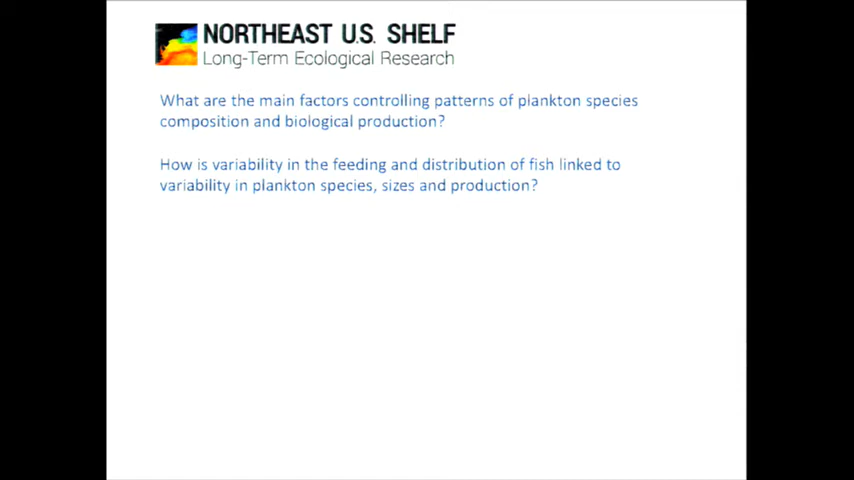 NORTHEAST U.S. SHELF
Long-Term Ecological Research
What are the main factors controlling patterns of plankton species
composition and biological production?
How is variability in the feeding and distribution of fish linked to
variability in plankton species, sizes and production?